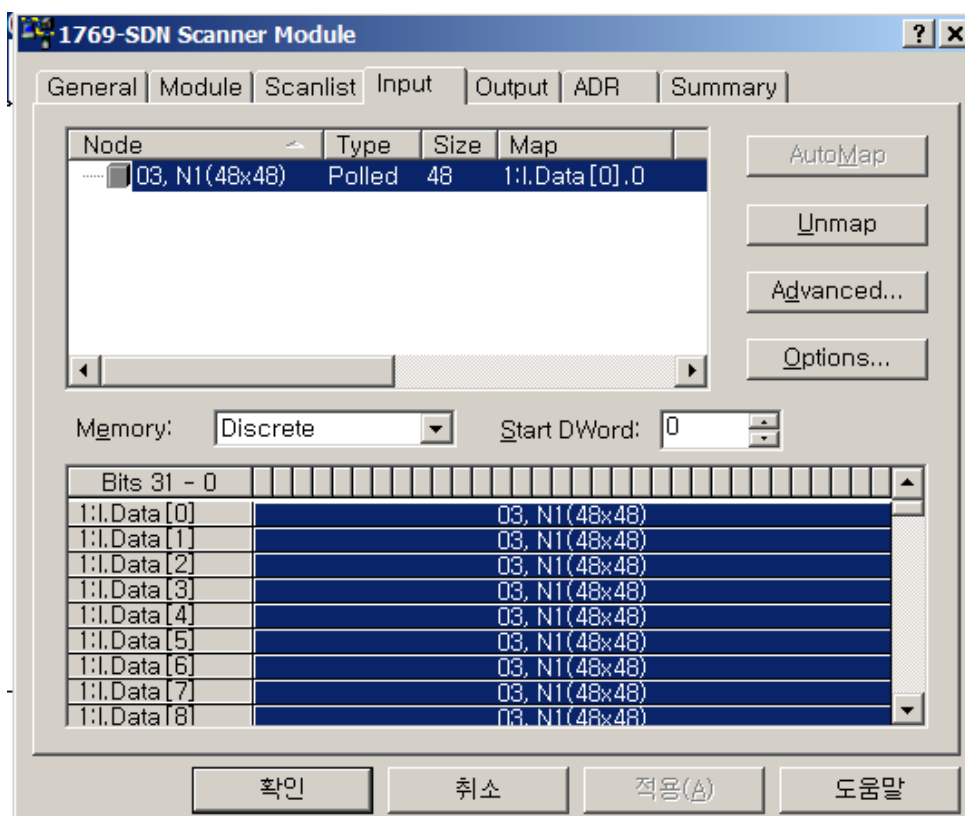 1769-SDN Scanner Module
General Module Scanlist Input Output ADR Summary
Node Type Size Map
03, N1(48x48) Polled 48 1:I.Data[0].0
AutoMap
Unmap
Advanced...
Options...
Memory: Discrete Start DWord: 0
Bits 31 - 0
1:I.Data[0] 03, N1(48x48)
1:I.Data[1] 03, N1(48x48)
1:I.Data[2] 03, N1(48x48)
1:I.Data[3] 03, N1(48x48)
1:I.Data[4] 03, N1(48x48)
1:I.Data[5] 03, N1(48x48)
1:I.Data[6] 03, N1(48x48)
1:I.Data[7] 03, N1(48x48)
1:I.Data[8] 03, N1(48x48)
확인 취소 적용(A) 도움말